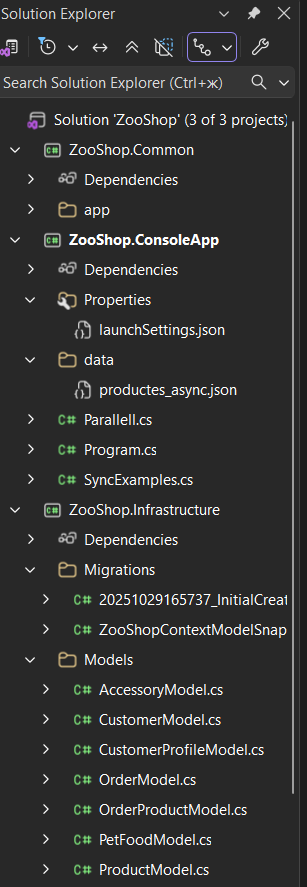 Solution Explorer
Search Solution Explorer (Ctrl+ж)
Solution 'ZooShop' (3 of 3 projects)
C# ZooShop.Common
Dependencies
app
C# ZooShop.ConsoleApp
Dependencies
Properties
launchSettings.json
data
productes_async.json
C# Parallell.cs
C# Program.cs
C# SyncExamples.cs
C# ZooShop.Infrastructure
Dependencies
Migrations
C# 20251029165737_InitialCreat
C# ZooShopContextModelSnap
Models
C# AccessoryModel.cs
C# CustomerModel.cs
C# CustomerProfileModel.cs
C# OrderModel.cs
C# OrderProductModel.cs
C# PetFoodModel.cs
C# ProductModel.cs